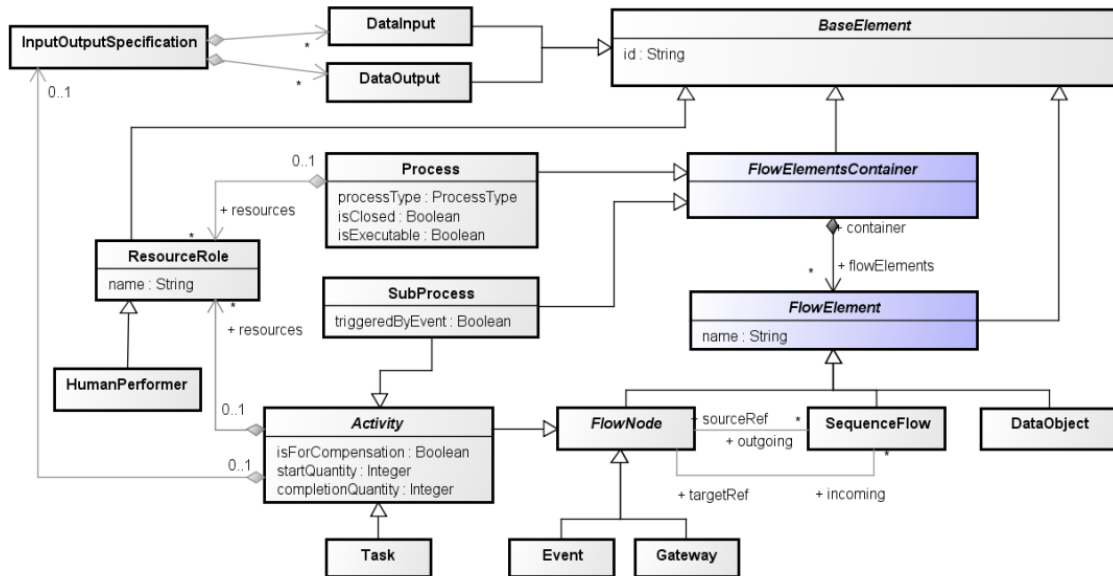 InputOutputSpecification
*
*
DataInput
DataOutput
BaseElement
id : String
0..1
0..1
Process
processType : ProcessType
isClosed : Boolean
isExecutable : Boolean
FlowElementsContainer
+ resources
+ container
*
ResourceRole
name : String
*
+ flowElements
SubProcess
triggeredByEvent : Boolean
FlowElement
name : String
*
+ resources
HumanPerformer
0..1
0..1
Activity
isForCompensation : Boolean
startQuantity : Integer
completionQuantity : Integer
FlowNode
+ sourceRef
*
+ outgoing
SequenceFlow
*
DataObject
+ targetRef
+ incoming
Task
Event
Gateway